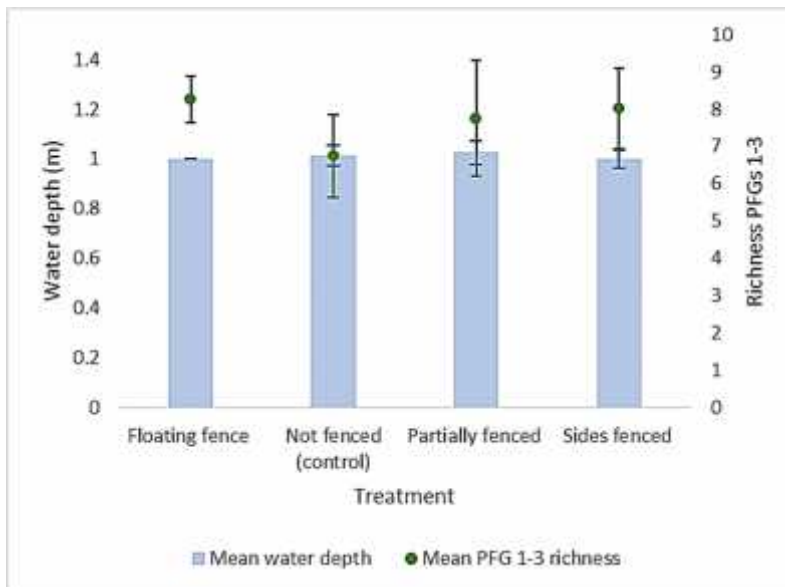 Water depth (m)
1.4
1.2
1
0.8
0.6
0.4
0.2
0
Richness PFGs 1-3
10
9
8
7
6
5
4
3
2
1
0
Floating fence
Not fenced
(control)
Partially fenced
Sides fenced
Treatment
Mean water depth
Mean PFG 1-3 richness